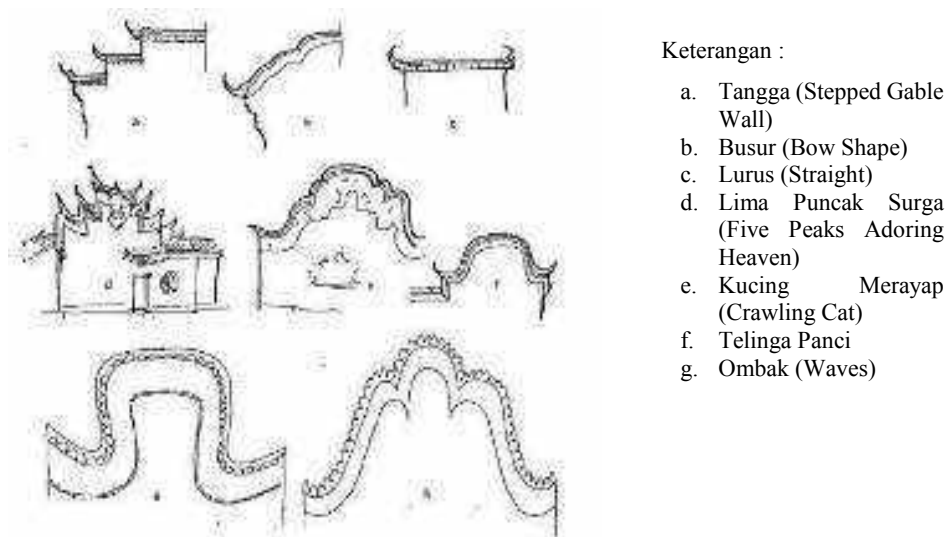 Keterangan :
a. Tangga (Stepped Gable
Wall)
b. Busur (Bow Shape)
c. Lurus (Straight)
d. Lima Puncak Surga
(Five Peaks Adoring
Heaven)
e. Kucing Merayap
(Crawling Cat)
f. Telinga Panci
g. Ombak (Waves)